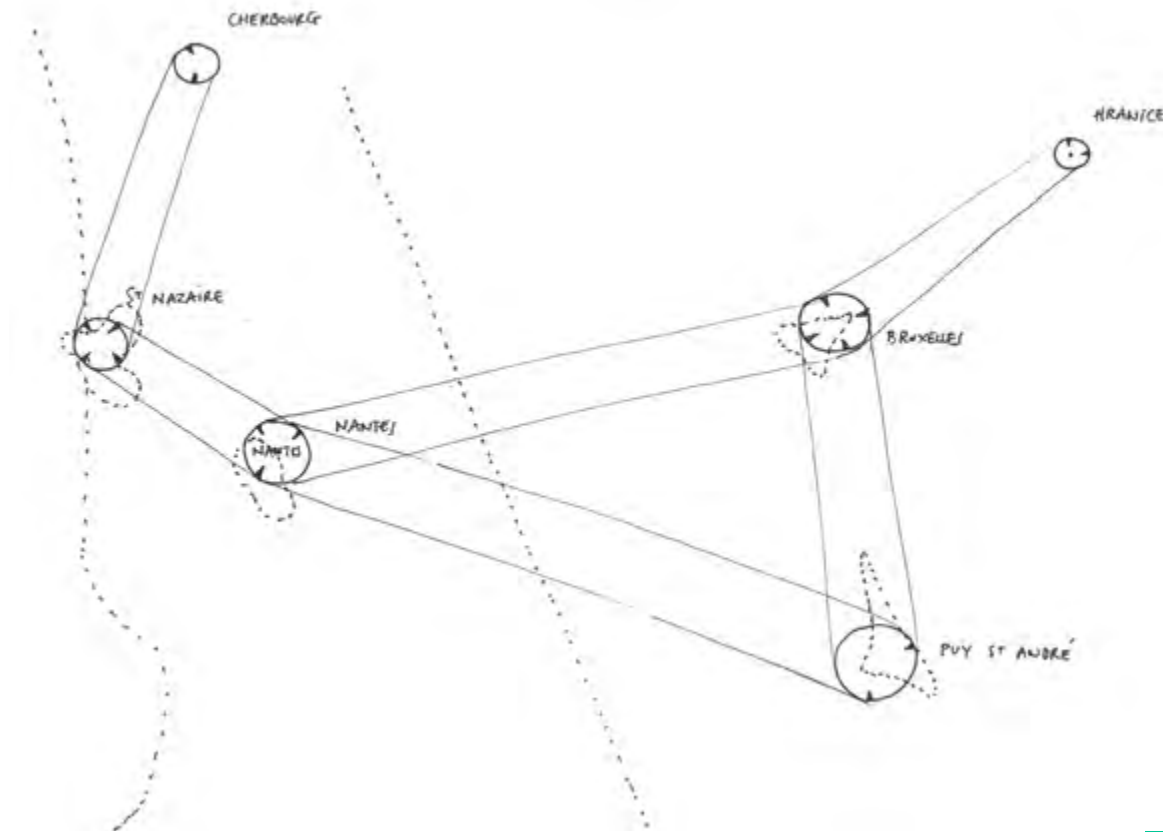 CHERBOURG
HRANICE
ST NAZAIRE
BRUXELLES
NANTES
NANTO
PUY ST ANDRÉ